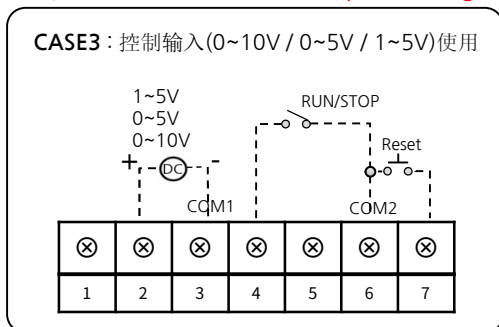 CASE3 : 控制输入(0~10V / 0~5V / 1~5V)使用
1~5V
0~5V
0~10V
RUN/STOP
Reset
+ DC -
COM1
COM2
1 2 3 4 5 6 7